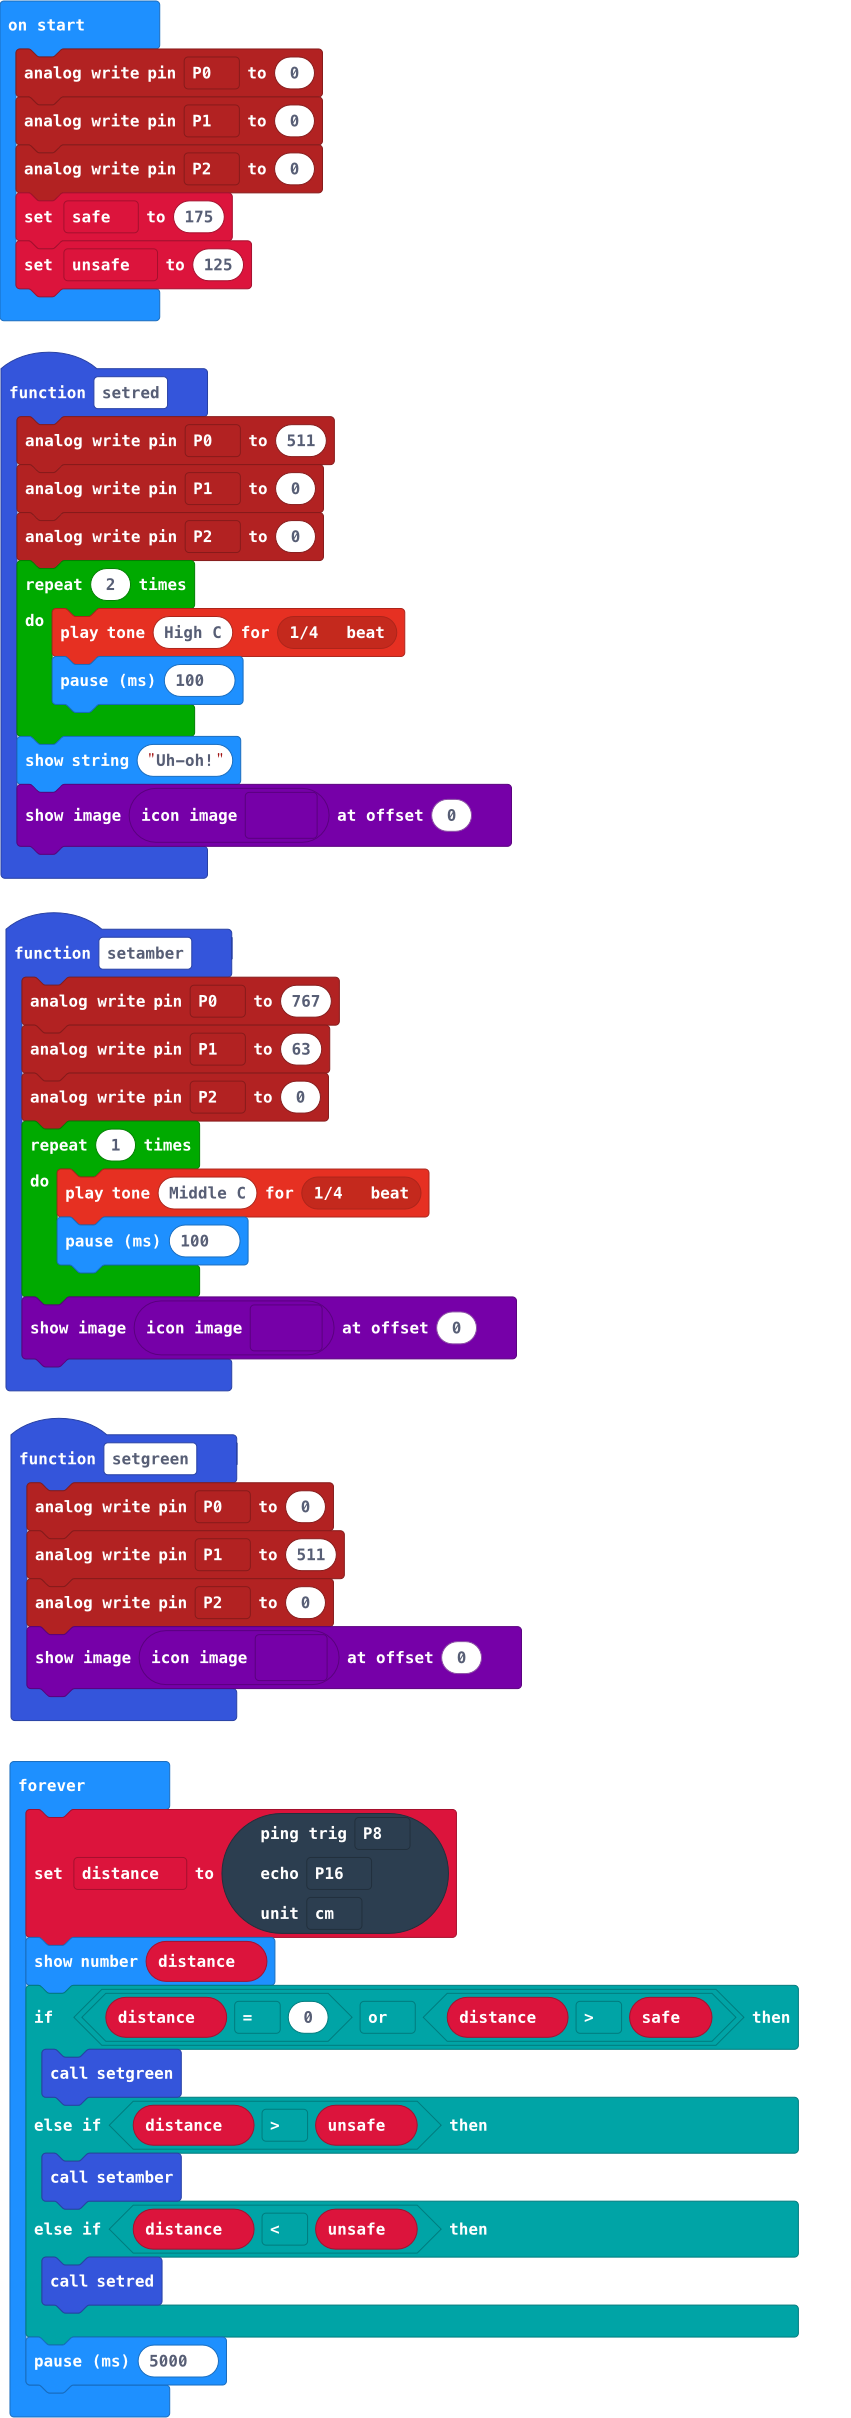 on start
analog write pin P0 to 0
analog write pin P1 to 0
analog write pin P2 to 0
set safe to 175
set unsafe to 125
function setred
analog write pin P0 to 511
analog write pin P1 to 0
analog write pin P2 to 0
repeat 2 times
do
play tone High C for 1/4 beat
pause (ms) 100
show string "Uh-oh!"
show image icon image at offset 0
function setamber
analog write pin P0 to 767
analog write pin P1 to 63
analog write pin P2 to 0
repeat 1 times
do
play tone Middle C for 1/4 beat
pause (ms) 100
show image icon image at offset 0
function setgreen
analog write pin P0 to 0
analog write pin P1 to 511
analog write pin P2 to 0
show image icon image at offset 0
forever
ping trig P8
set distance to echo P16
unit cm
show number distance
if distance = 0 or distance > safe then
call setgreen
else if distance > unsafe then
call setamber
else if distance < unsafe then
call setred
pause (ms) 5000